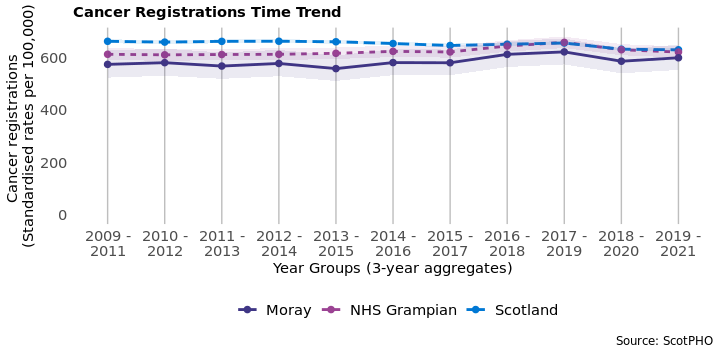 Cancer Registrations Time Trend
Cancer registrations
(Standardised rates per 100,000)
600
400
200
0
2009 - 2010 - 2011 - 2012 - 2013 - 2014 - 2015 - 2016 - 2017 - 2018 - 2019 -
2011 2012 2013 2014 2015 2016 2017 2018 2019 2020 2021
Year Groups (3-year aggregates)
Moray NHS Grampian Scotland
Source: ScotPHO